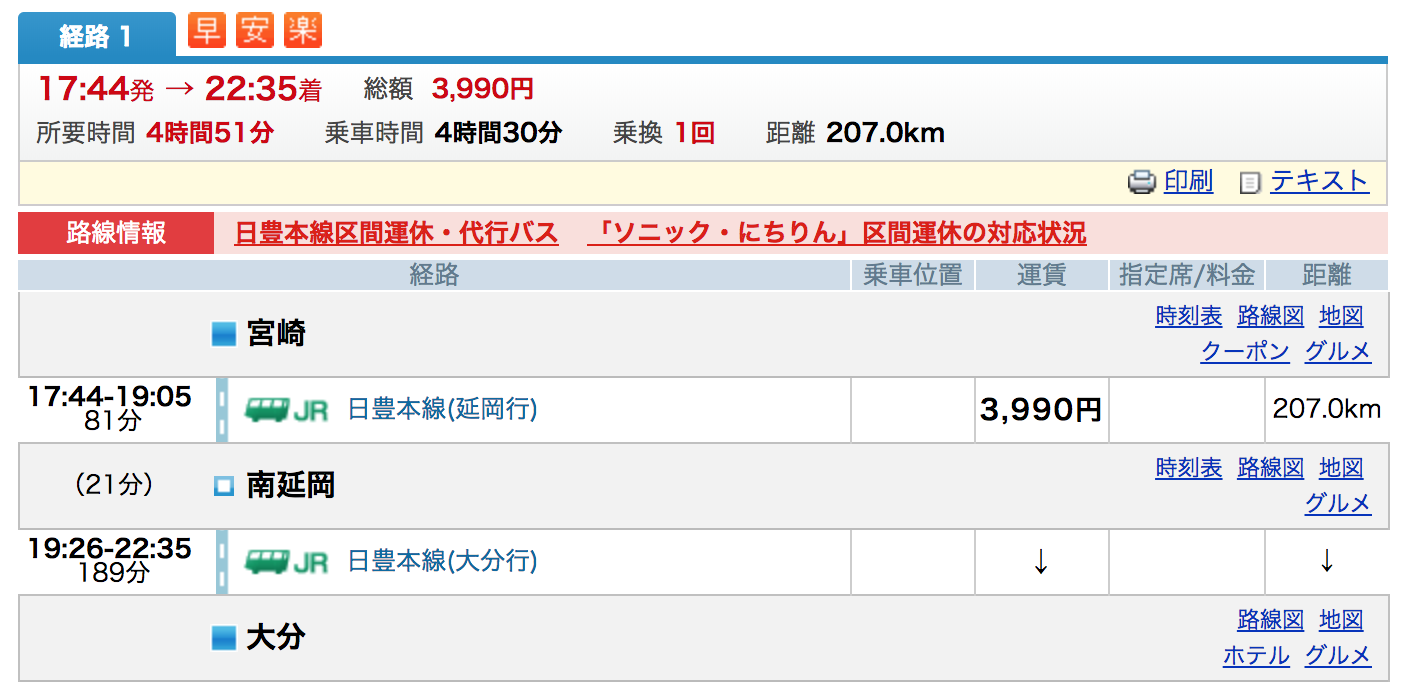 経路 1 早 安 楽
17:44発 → 22:35着 総額 3,990円
所要時間 4時間51分 乗車時間 4時間30分 乗換 1回 距離 207.0km
印刷 テキスト
路線情報 日豊本線区間運休・代行バス 「ソニック・にちりん」区間運休の対応状況
経路 乗車位置 運賃 指定席/料金 距離
宮崎 時刻表 路線図 地図
クーポン グルメ
17:44-19:05
81分 JR 日豊本線(延岡行) 3,990円 207.0km
(21分) 南延岡 時刻表 路線図 地図
グルメ
19:26-22:35
189分 JR 日豊本線(大分行) ↓ ↓
大分 路線図 地図
ホテル グルメ